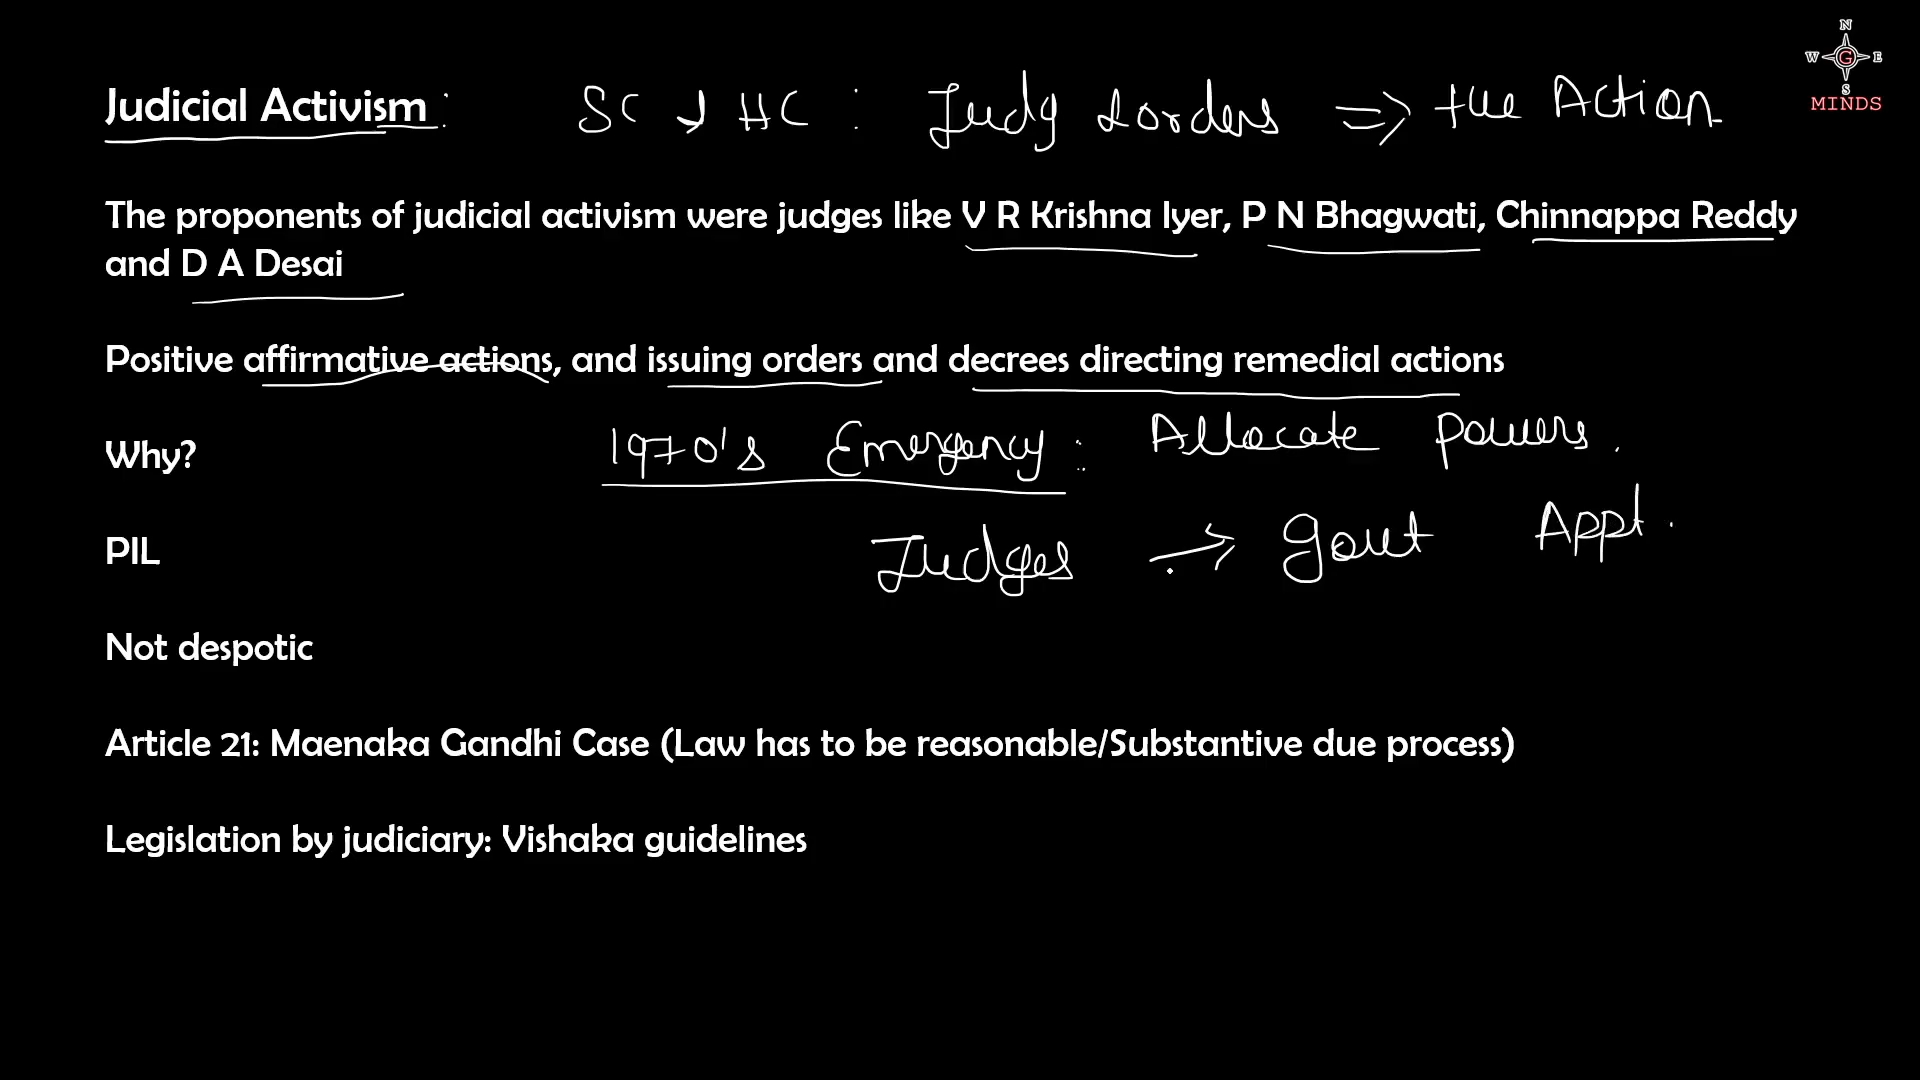 Judicial Activism : SC & HC : Judg & orders => +ve Action
The proponents of judicial activism were judges like V R Krishna Iyer, P N Bhagwati, Chinnappa Reddy
and D A Desai
Positive affirmative actions, and issuing orders and decrees directing remedial actions
Why? 1970's Emergency : Allocate Powers.
PIL Judges → Govt Appt.
Not despotic
Article 21: Maenaka Gandhi Case (Law has to be reasonable/Substantive due process)
Legislation by judiciary: Vishaka guidelines
N
W G E
S
MINDS